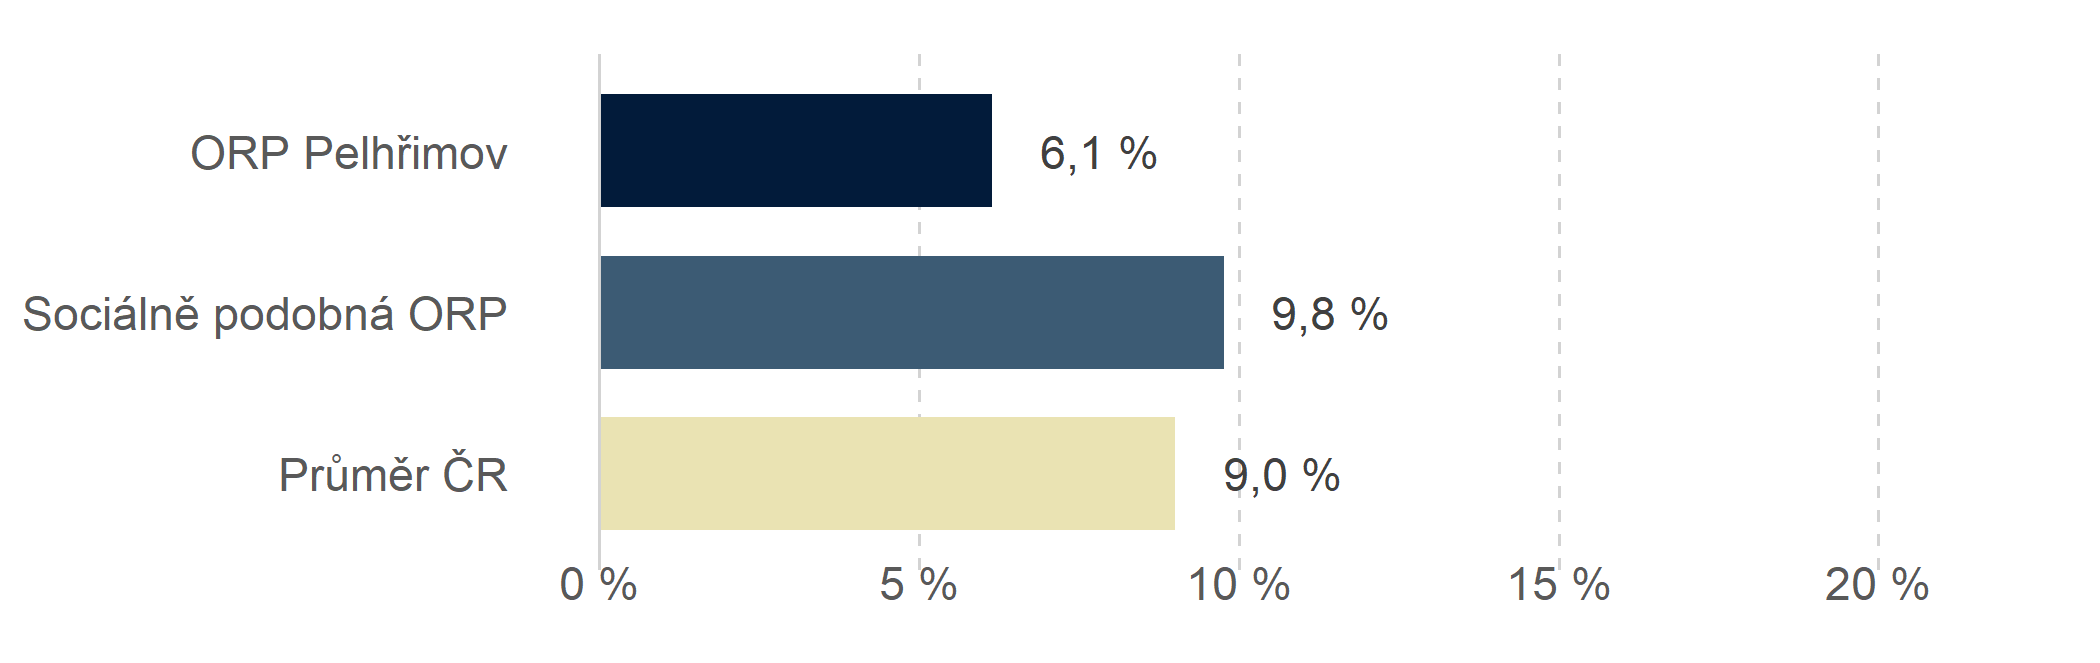 ORP Pelhřimov 6,1 %
Sociálně podobná ORP 9,8 %
Průměr ČR 9,0 %
0 % 5 % 10 % 15 % 20 %